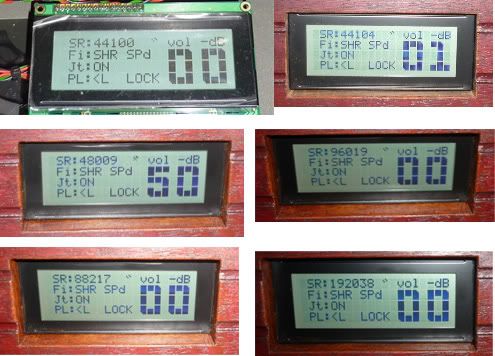 SR:44100 vol -dB
Fi:SHR SPd 00
Jt:ON
PL:<L LOCK
SR:44104 vol -dB
Fi:SHR SPd 01
Jt:ON
PL:<L LOCK
SR:48009 vol -dB
Fi:SHR SPd 50
Jt:ON
PL:<L LOCK
SR:96019 vol -dB
Fi:SHR SPd 00
Jt:ON
PL:<L LOCK
SR:88217 vol -dB
Fi:SHR SPd 00
Jt:ON
PL:<L LOCK
SR:192038 vol -dB
Fi:SHR SPd 00
Jt:ON
PL:<L LOCK